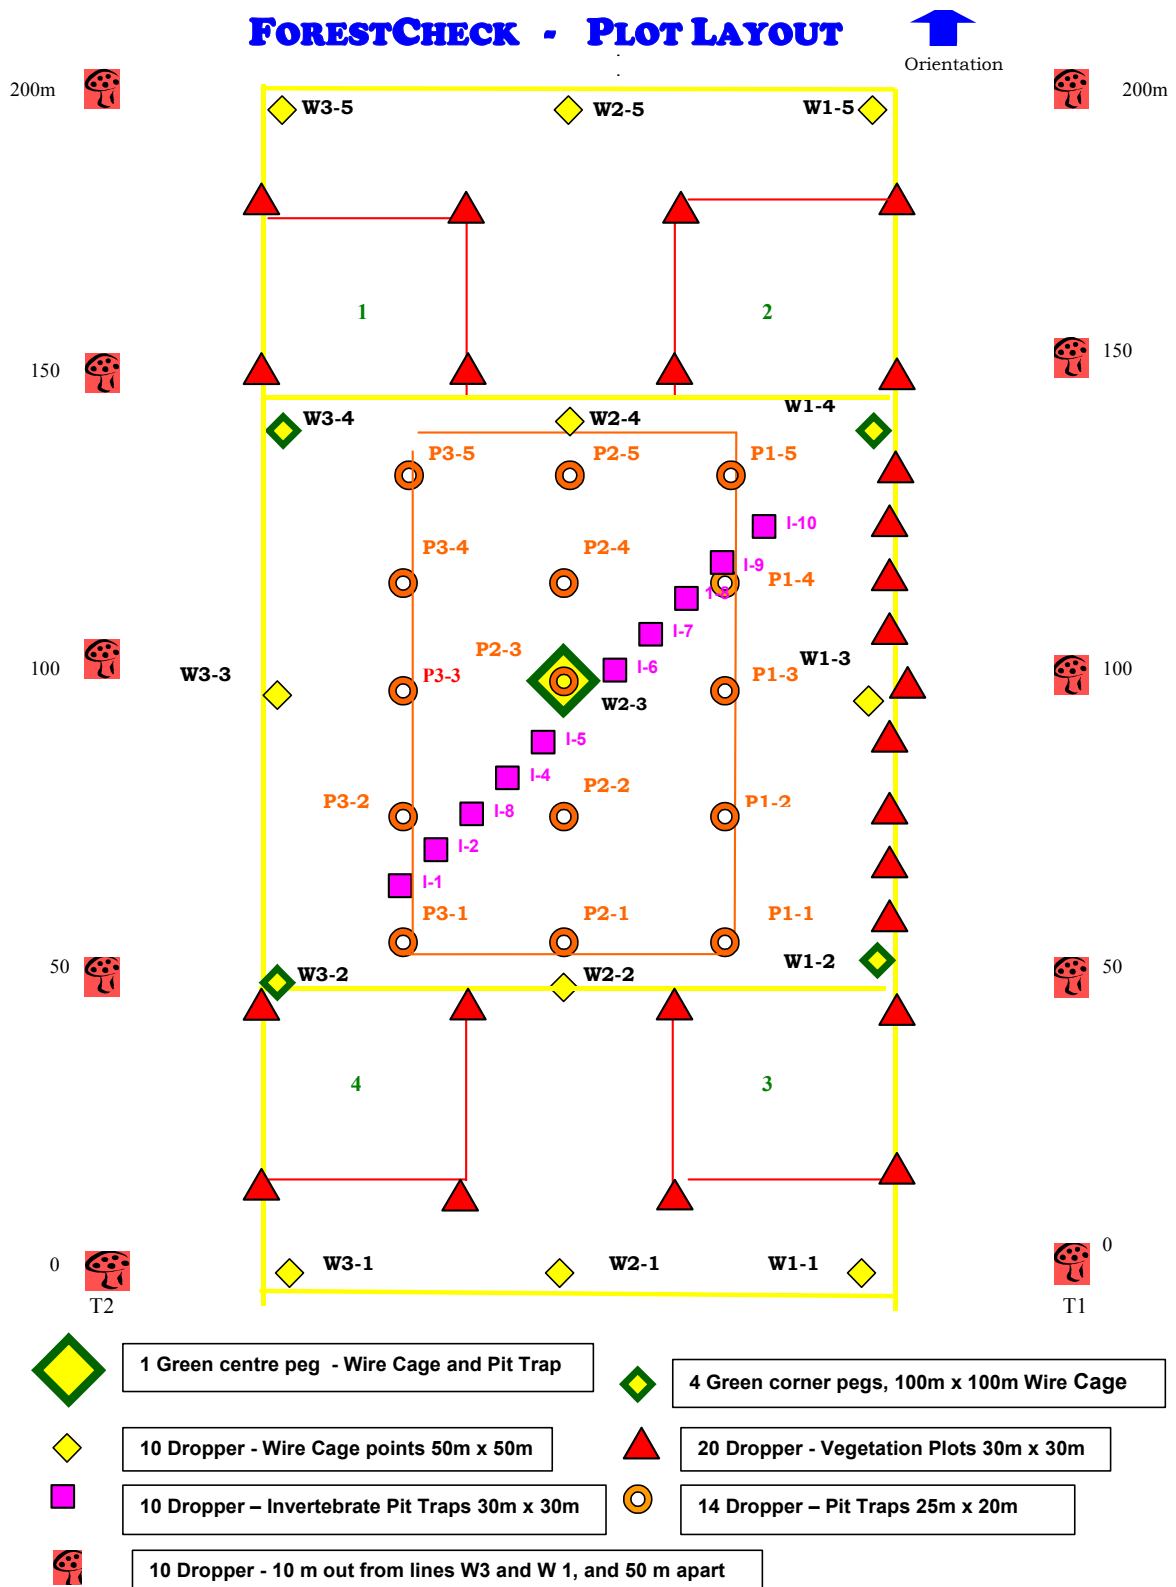 FORESTCHECK - PLOT LAYOUT
Orientation
200m
200m
W3-5
W2-5
W1-5
1
2
150
150
W3-4
W2-4
W1-4
P3-5
P2-5
P1-5
I-10
P3-4
P2-4
I-9
P1-4
1-8
I-7
100
W3-3
P2-3
P3-3
I-6
W2-3
P1-3
W1-3
100
I-5
I-4
P3-2
P2-2
P1-2
I-8
I-2
I-1
P3-1
P2-1
P1-1
50
W3-2
W2-2
W1-2
50
4
3
0
W3-1
W2-1
W1-1
0
T2
T1
1 Green centre peg - Wire Cage and Pit Trap
4 Green corner pegs, 100m x 100m Wire Cage
10 Dropper - Wire Cage points 50m x 50m
20 Dropper - Vegetation Plots 30m x 30m
10 Dropper – Invertebrate Pit Traps 30m x 30m
14 Dropper – Pit Traps 25m x 20m
10 Dropper - 10 m out from lines W3 and W 1, and 50 m apart